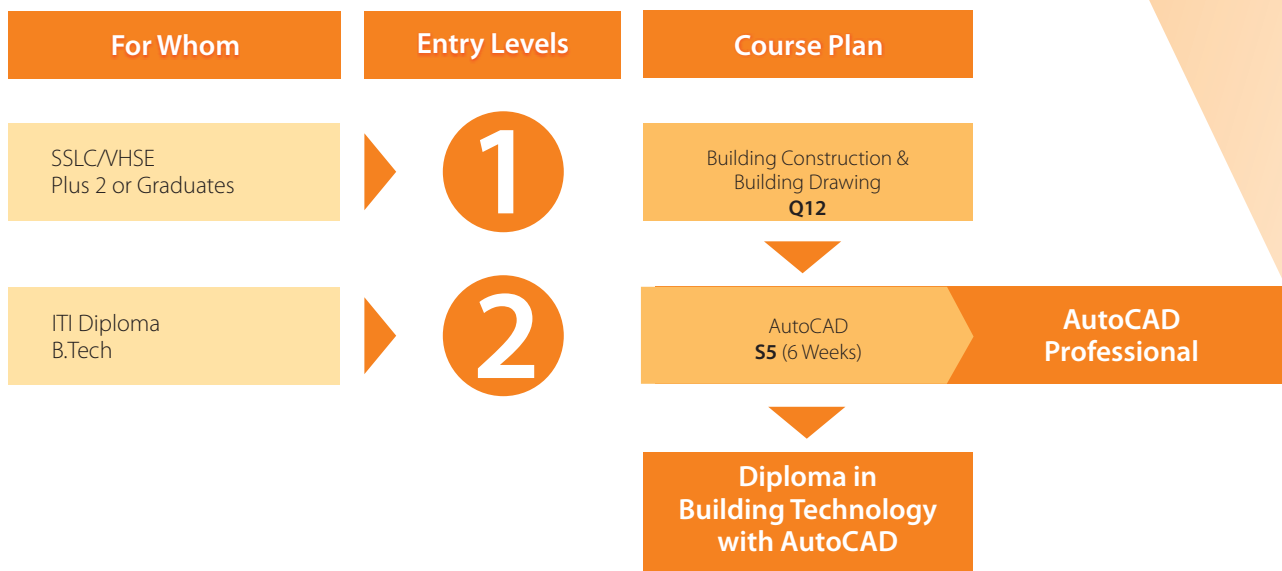 For Whom
Entry Levels
Course Plan
SSLC/VHSE
Plus 2 or Graduates
1
Building Construction &
Building Drawing
Q12
ITI Diploma
B.Tech
2
AutoCAD
S5 (6 Weeks)
AutoCAD
Professional
Diploma in
Building Technology
with AutoCAD